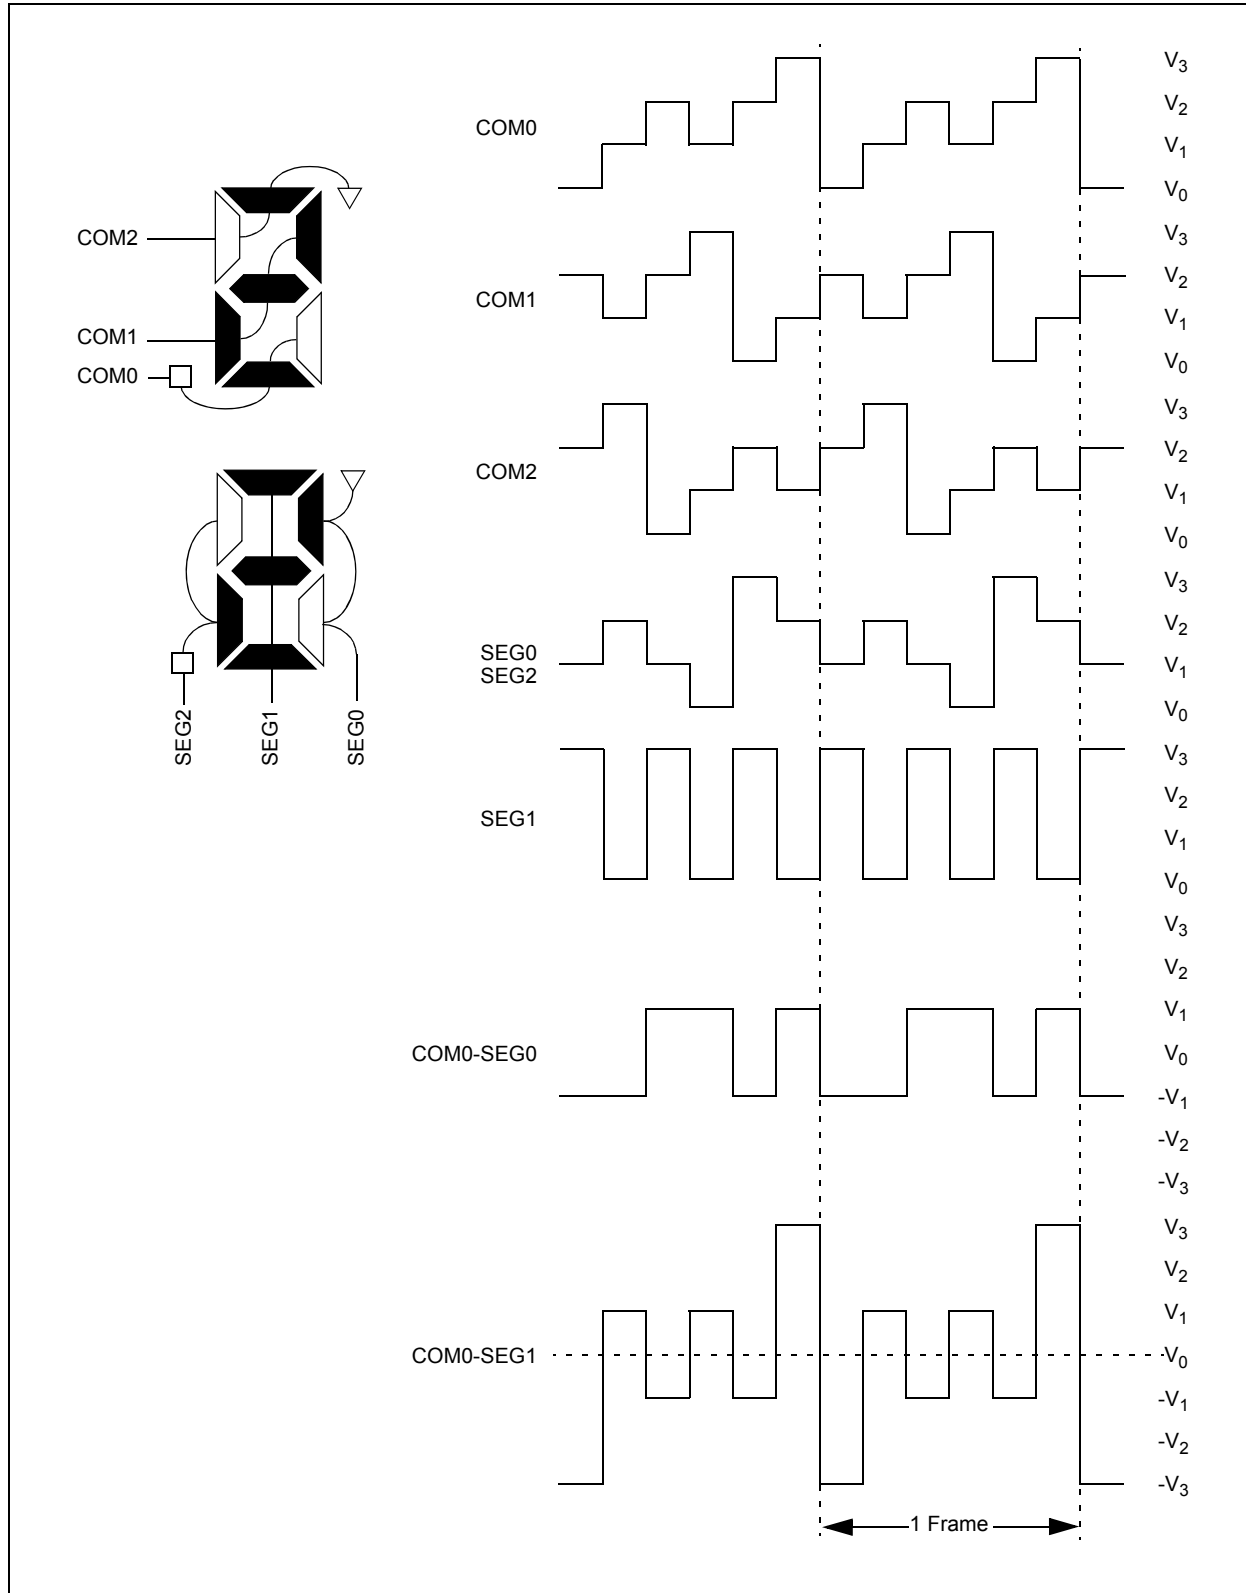 COM2
COM1
COM0
SEG2
SEG1
SEG0
COM0
V3
V2
V1
V0
COM1
V3
V2
V1
V0
COM2
V3
V2
V1
V0
SEG0
SEG2
V3
V2
V1
V0
SEG1
V3
V2
V1
V0
COM0-SEG0
V3
V2
V1
V0
-V1
-V2
-V3
COM0-SEG1
V3
V2
V1
V0
-V1
-V2
-V3
1 Frame